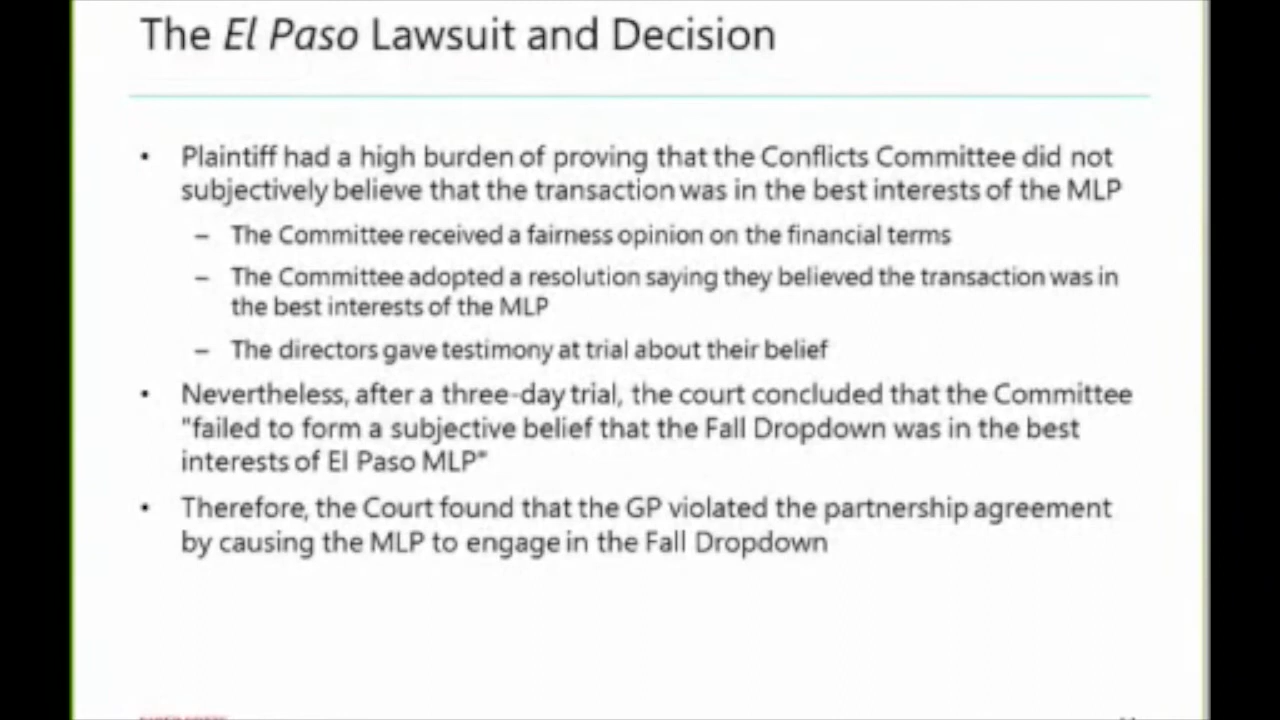 The El Paso Lawsuit and Decision
• Plaintiff had a high burden of proving that the Conflicts Committee did not
subjectively believe that the transaction was in the best interests of the MLP
– The Committee received a fairness opinion on the financial terms
– The Committee adopted a resolution saying they believed the transaction was in
the best interests of the MLP
– The directors gave testimony at trial about their belief
• Nevertheless, after a three-day trial, the court concluded that the Committee
"failed to form a subjective belief that the Fall Dropdown was in the best
interests of El Paso MLP"
• Therefore, the Court found that the GP violated the partnership agreement
by causing the MLP to engage in the Fall Dropdown